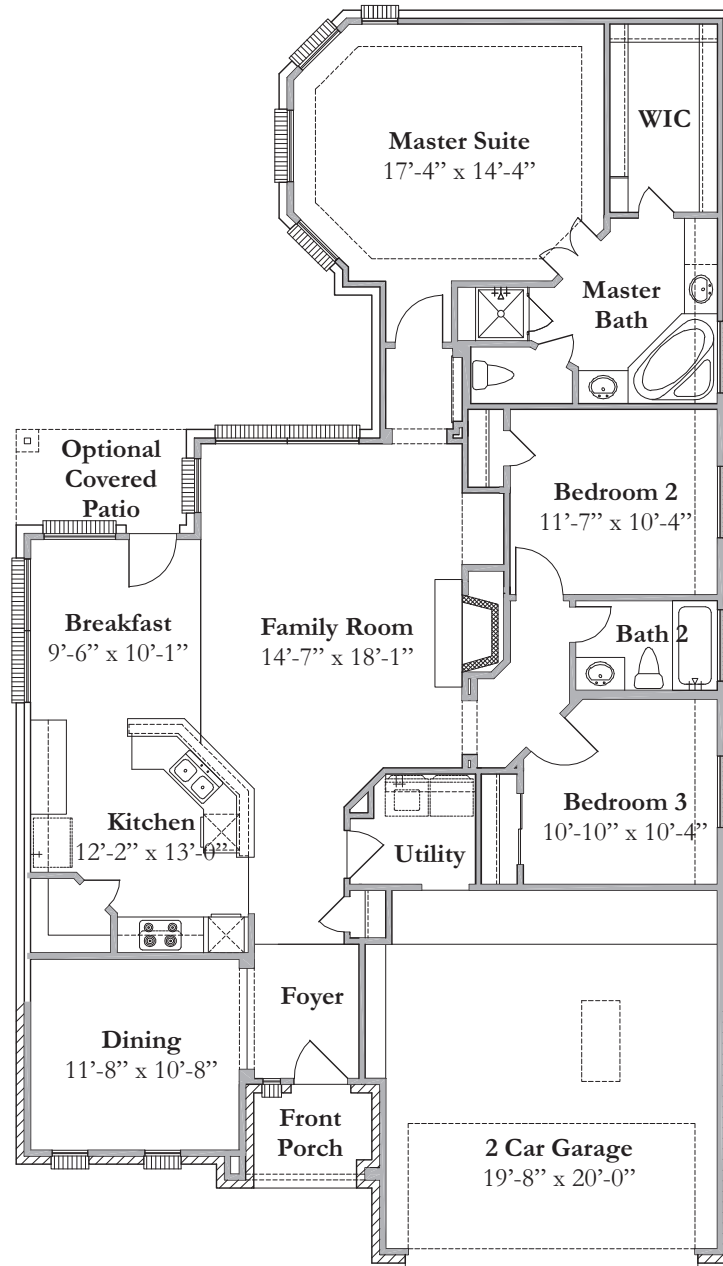 Master Suite
17’-4” x 14’-4”
WIC
Master
Bath
Optional
Covered
Patio
Bedroom 2
11’-7” x 10’-4”
Breakfast
9’-6” x 10’-1”
Family Room
14’-7” x 18’-1”
Bath 2
Kitchen
12’-2” x 13’-0”
Utility
Bedroom 3
10’-10” x 10’-4”
Foyer
Dining
11’-8” x 10’-8”
Front
Porch
2 Car Garage
19’-8” x 20’-0”